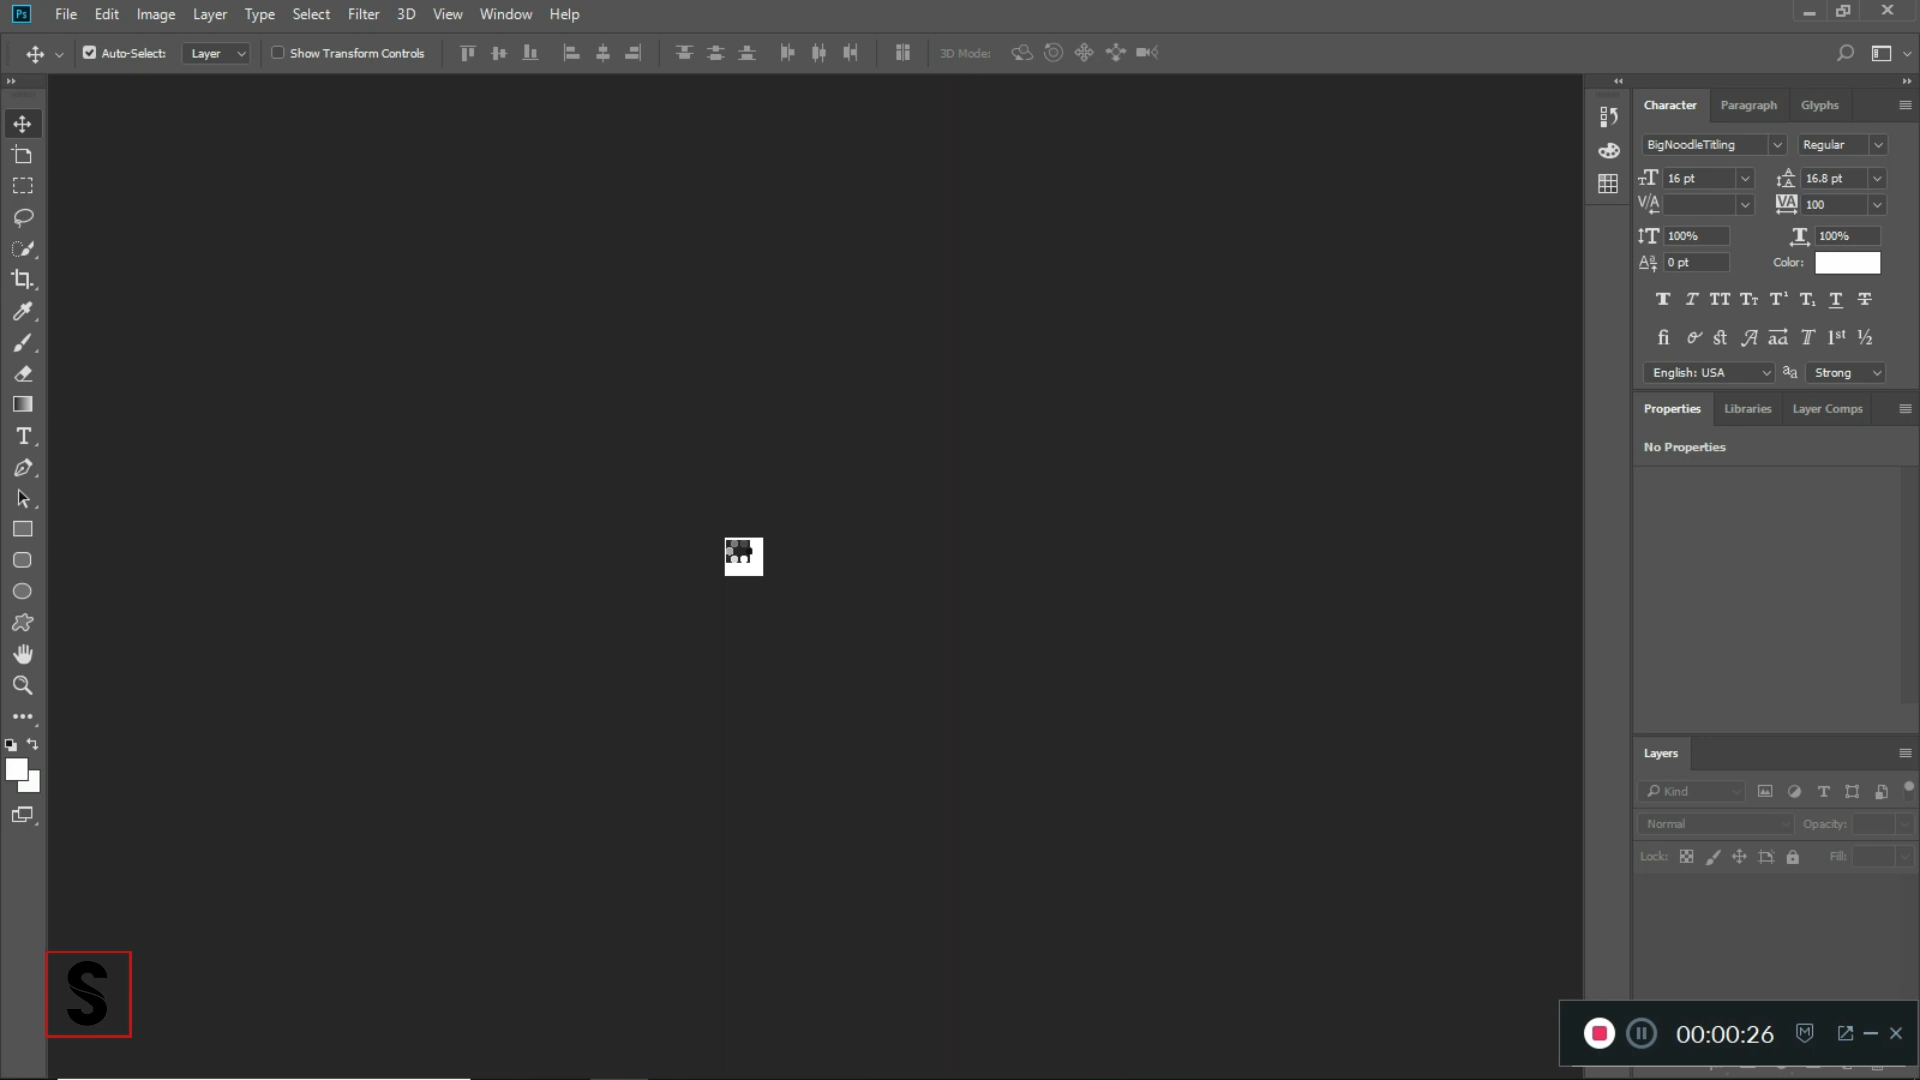 Ps File Edit Image Layer Type Select Filter 3D View Window Help
Auto-Select: Layer Show Transform Controls 3D Mode:
Character Paragraph Glyphs
BigNoodleTitling Regular
16 pt 16.8 pt
100
100% 100%
0 pt Color:
English: USA Strong
Properties Libraries Layer Comps
No Properties
Layers
Kind
Normal Opacity:
Lock: Fill:
S
00:00:26